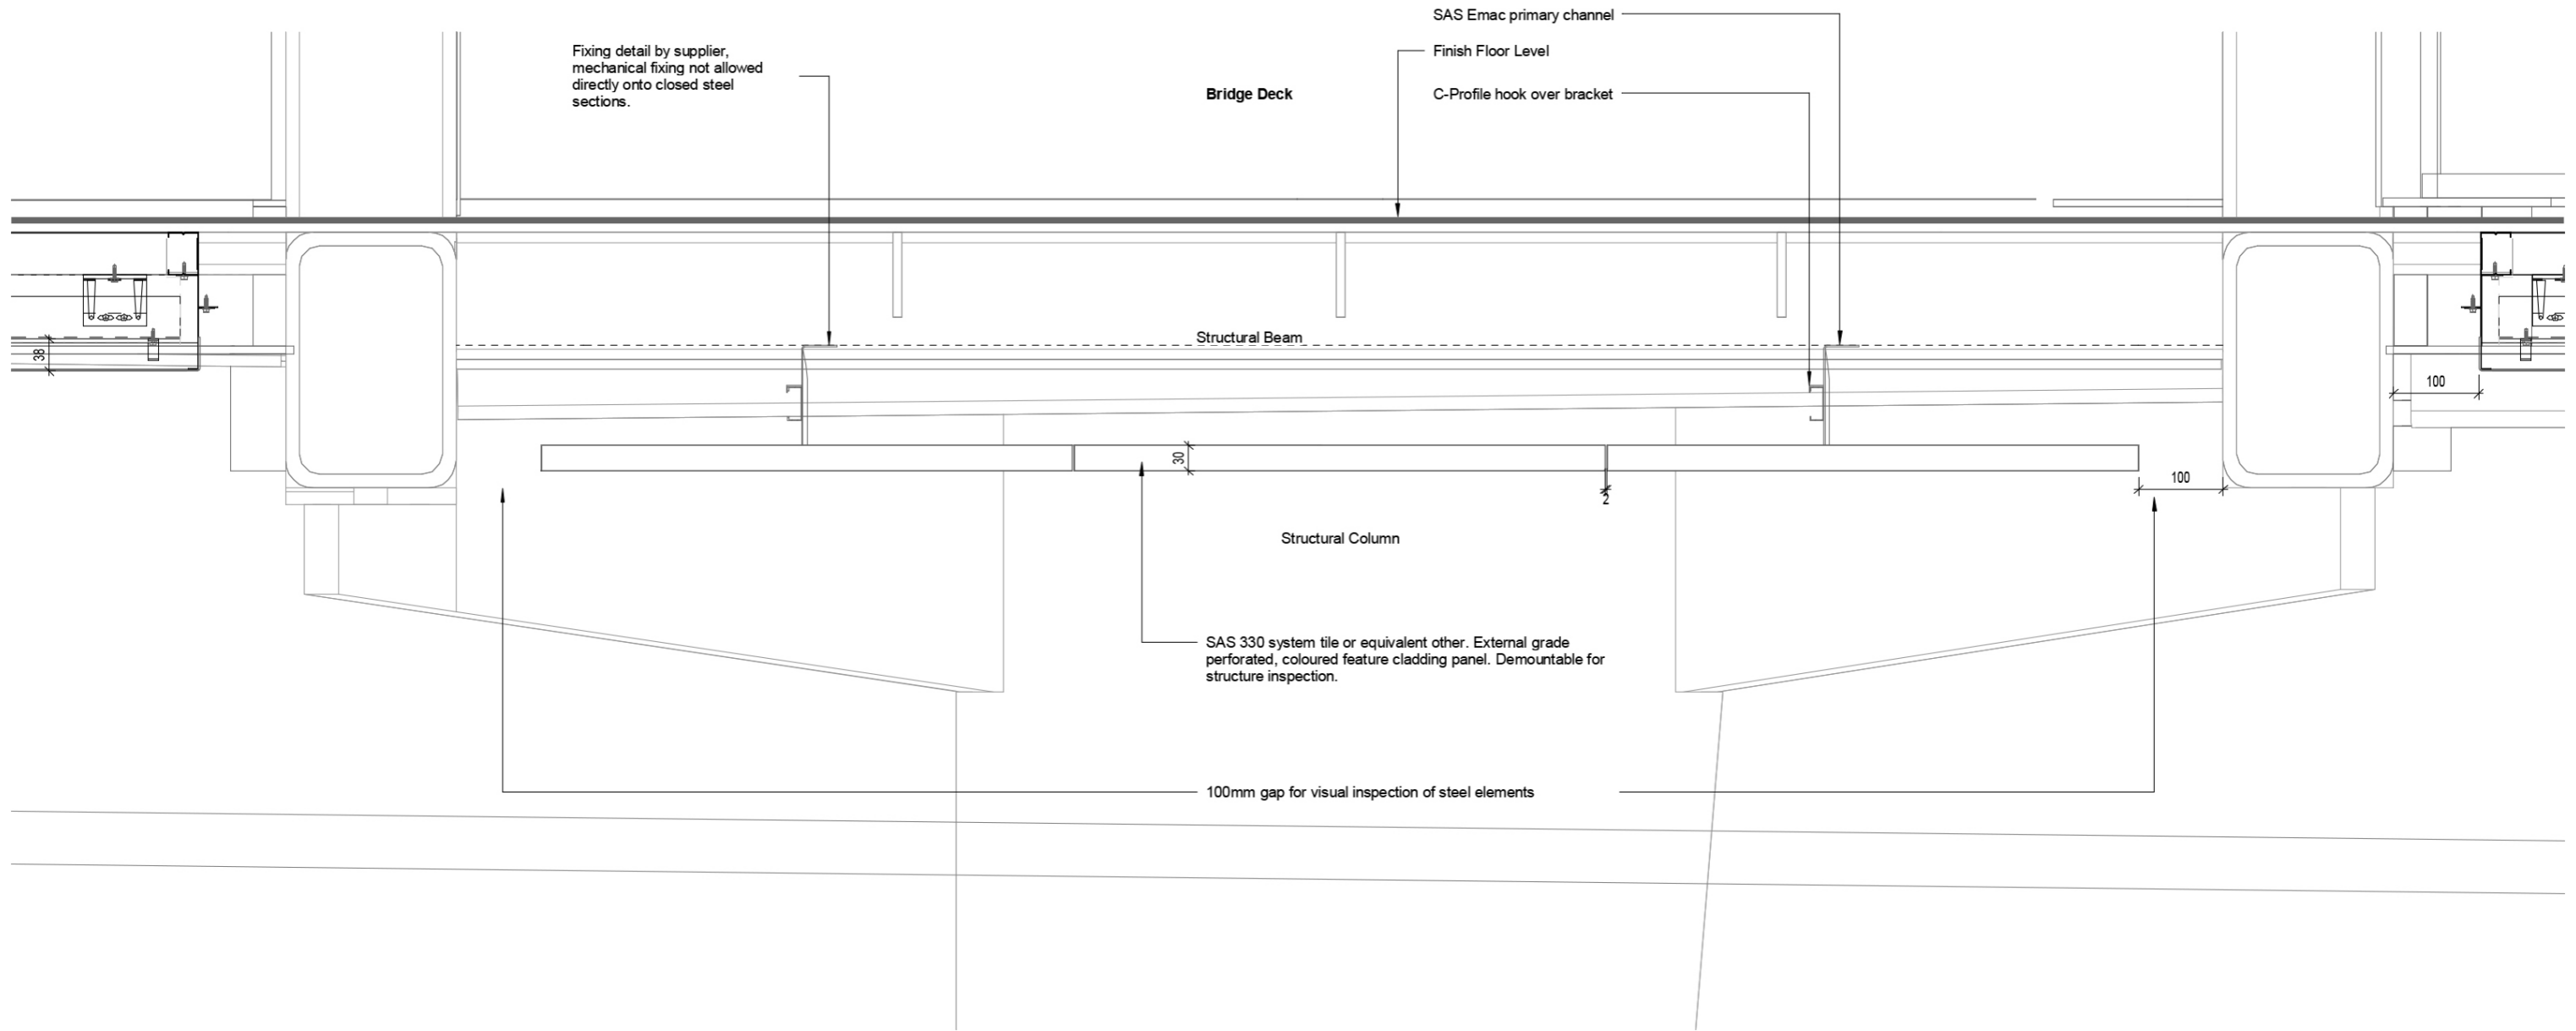 SAS Emac primary channel
Fixing detail by supplier,
mechanical fixing not allowed
directly onto closed steel
sections.
Finish Floor Level
Bridge Deck
C-Profile hook over bracket
Structural Beam
38
100
30
100
2
Structural Column
SAS 330 system tile or equivalent other. External grade
perforated, coloured feature cladding panel. Demountable for
structure inspection.
100mm gap for visual inspection of steel elements